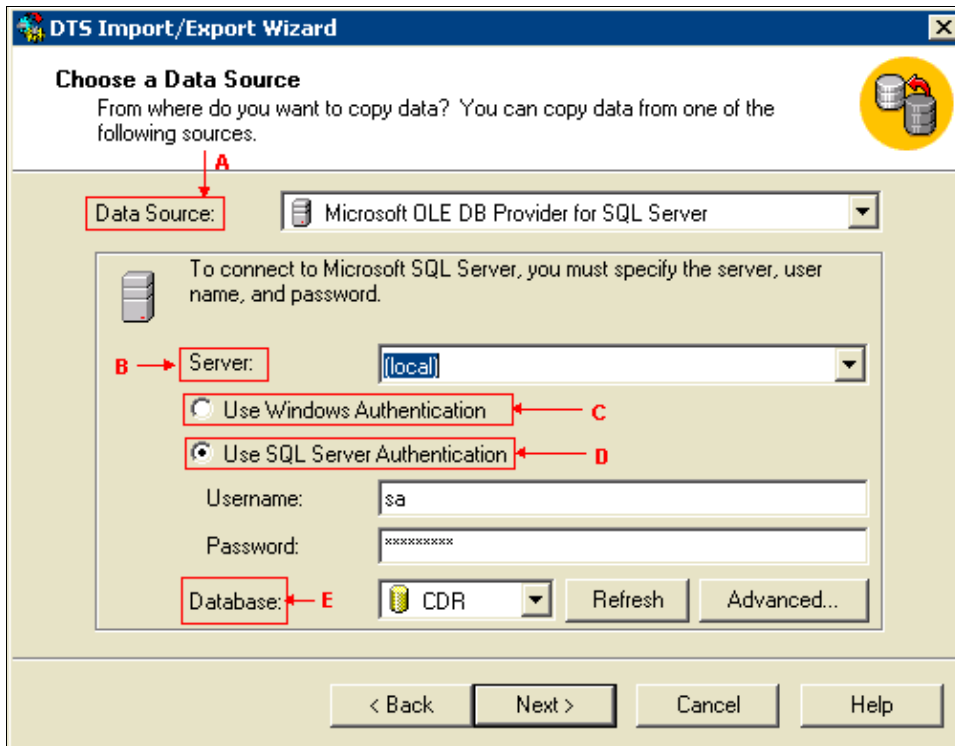 DTS Import/Export Wizard
Choose a Data Source
From where do you want to copy data? You can copy data from one of the
following sources.
A
Data Source:
Microsoft OLE DB Provider for SQL Server
To connect to Microsoft SQL Server, you must specify the server, user
name, and password.
B
Server:
(local)
Use Windows Authentication
C
Use SQL Server Authentication
D
Username:
sa
Password:
*********
Database:
E
CDR
Refresh
Advanced...
< Back
Next >
Cancel
Help